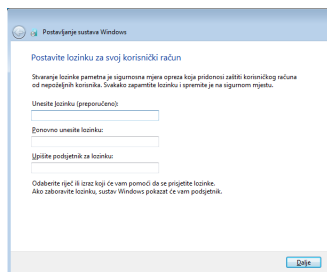 Postavljanje sustava Windows
Postavite lozinku za svoj korisnički račun
Stvaranje lozinke pametna je sigurnosna mjera opreza koja pridonosi zaštiti korisničkog računa
od nepoželjnih korisnika. Svakako zapamtite lozinku i spremite je na sigurnom mjestu.
Unesite lozinku (preporučeno):
Ponovno unesite lozinku:
Upišite podsjetnik za lozinku:
Odaberite riječ ili izraz koji će vam pomoći da se prisjetite lozinke.
Ako zaboravite lozinku, sustav Windows pokazat će vam podsjetnik.
Dalje